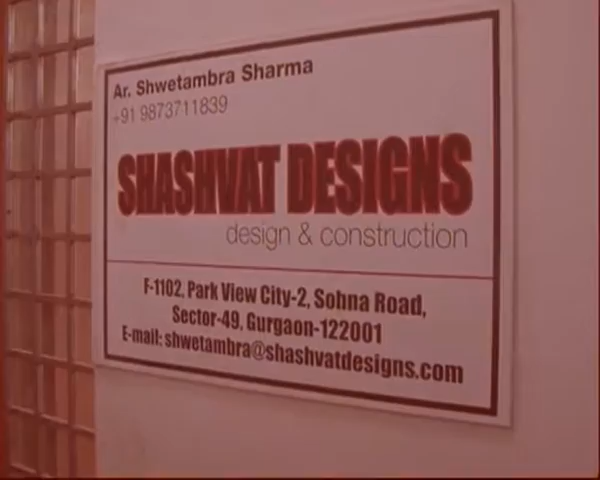 Ar. Shwetambra Sharma
+91 9873711839
SHASHVAT DESIGNS
design & construction
F-1102, Park View City-2, Sohna Road,
Sector-49, Gurgaon-122001
E-mail: shwetambra@shashvatdesigns.com